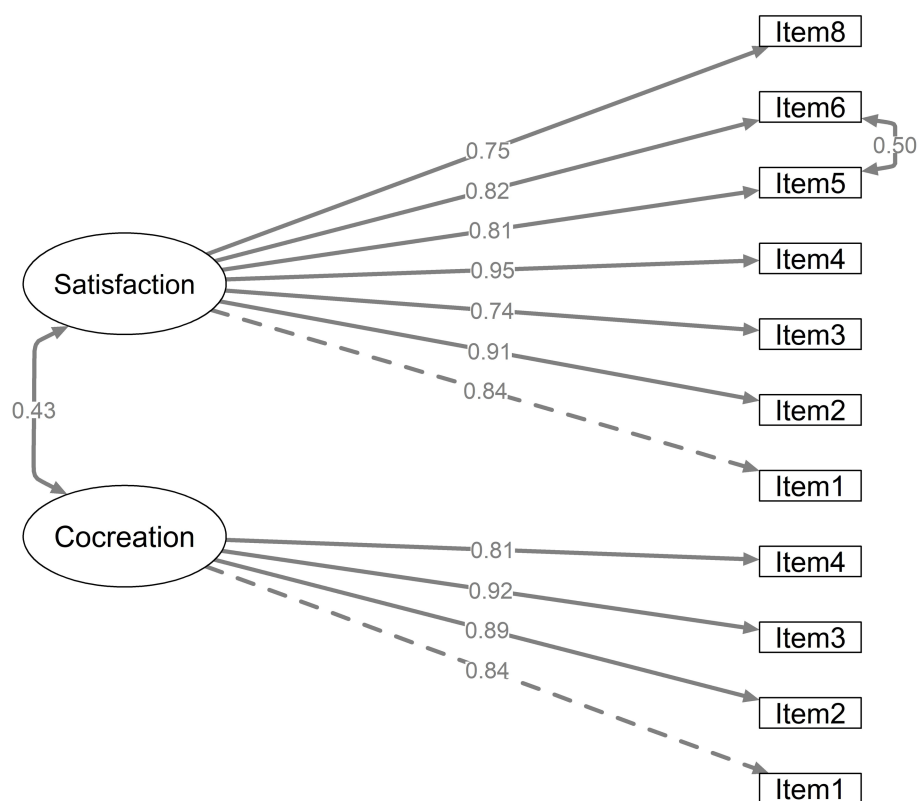 Item8
Item6
0.50
0.75
0.82
Item5
0.81
Item4
0.95
Satisfaction
0.74
Item3
0.91
0.84
Item2
0.43
Item1
Cocreation
0.81
Item4
0.92
Item3
0.89
0.84
Item2
Item1